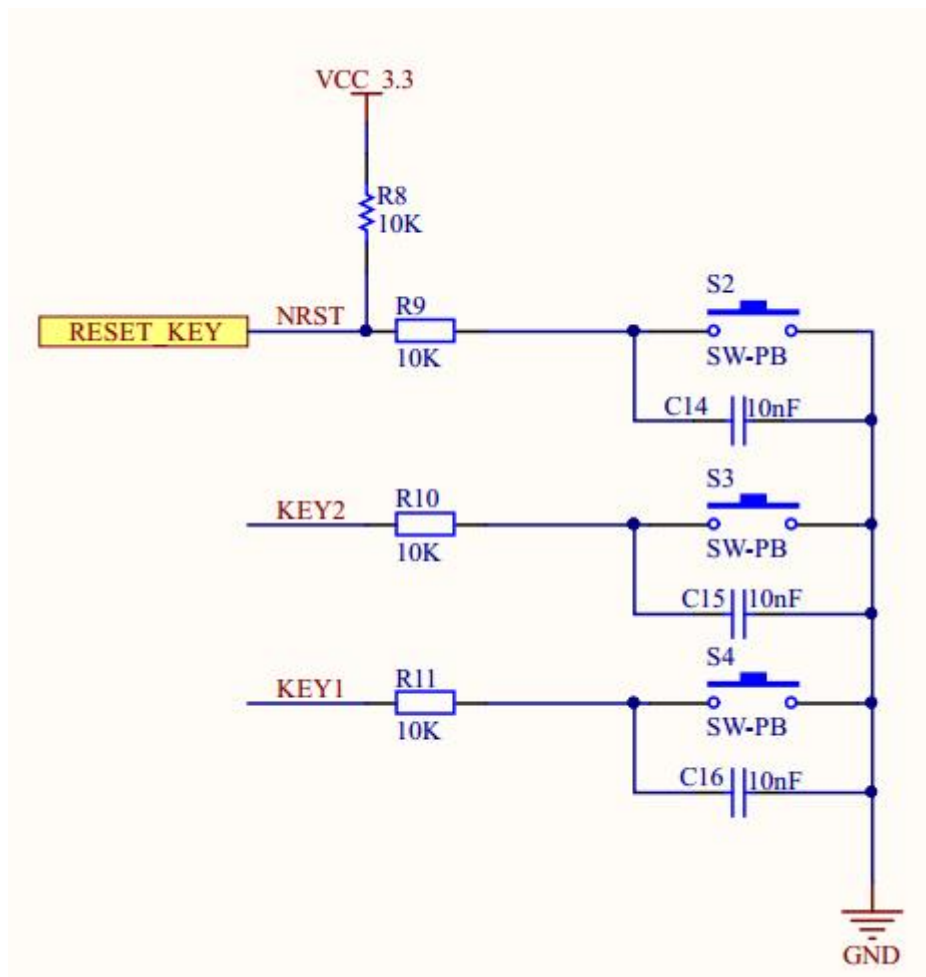 VCC_3.3
R8
10K
S2
RESET_KEY
NRST
R9
10K
SW-PB
C14
10nF
S3
KEY2
R10
10K
SW-PB
C15
10nF
S4
KEY1
R11
10K
SW-PB
C16
10nF
GND